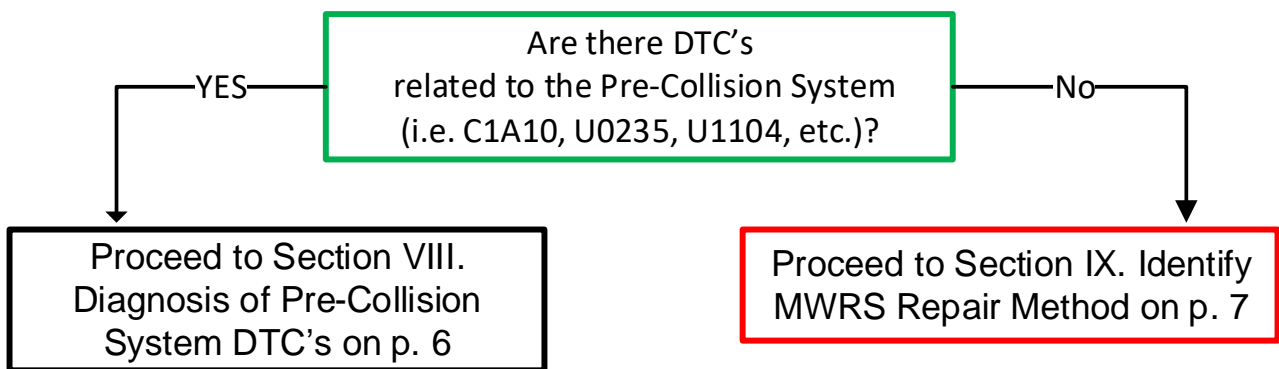 Are there DTC's
related to the Pre-Collision System
(i.e. C1A10, U0235, U1104, etc.)?
YES
No
Proceed to Section VIII.
Diagnosis of Pre-Collision
System DTC's on p. 6
Proceed to Section IX. Identify
MWRS Repair Method on p. 7